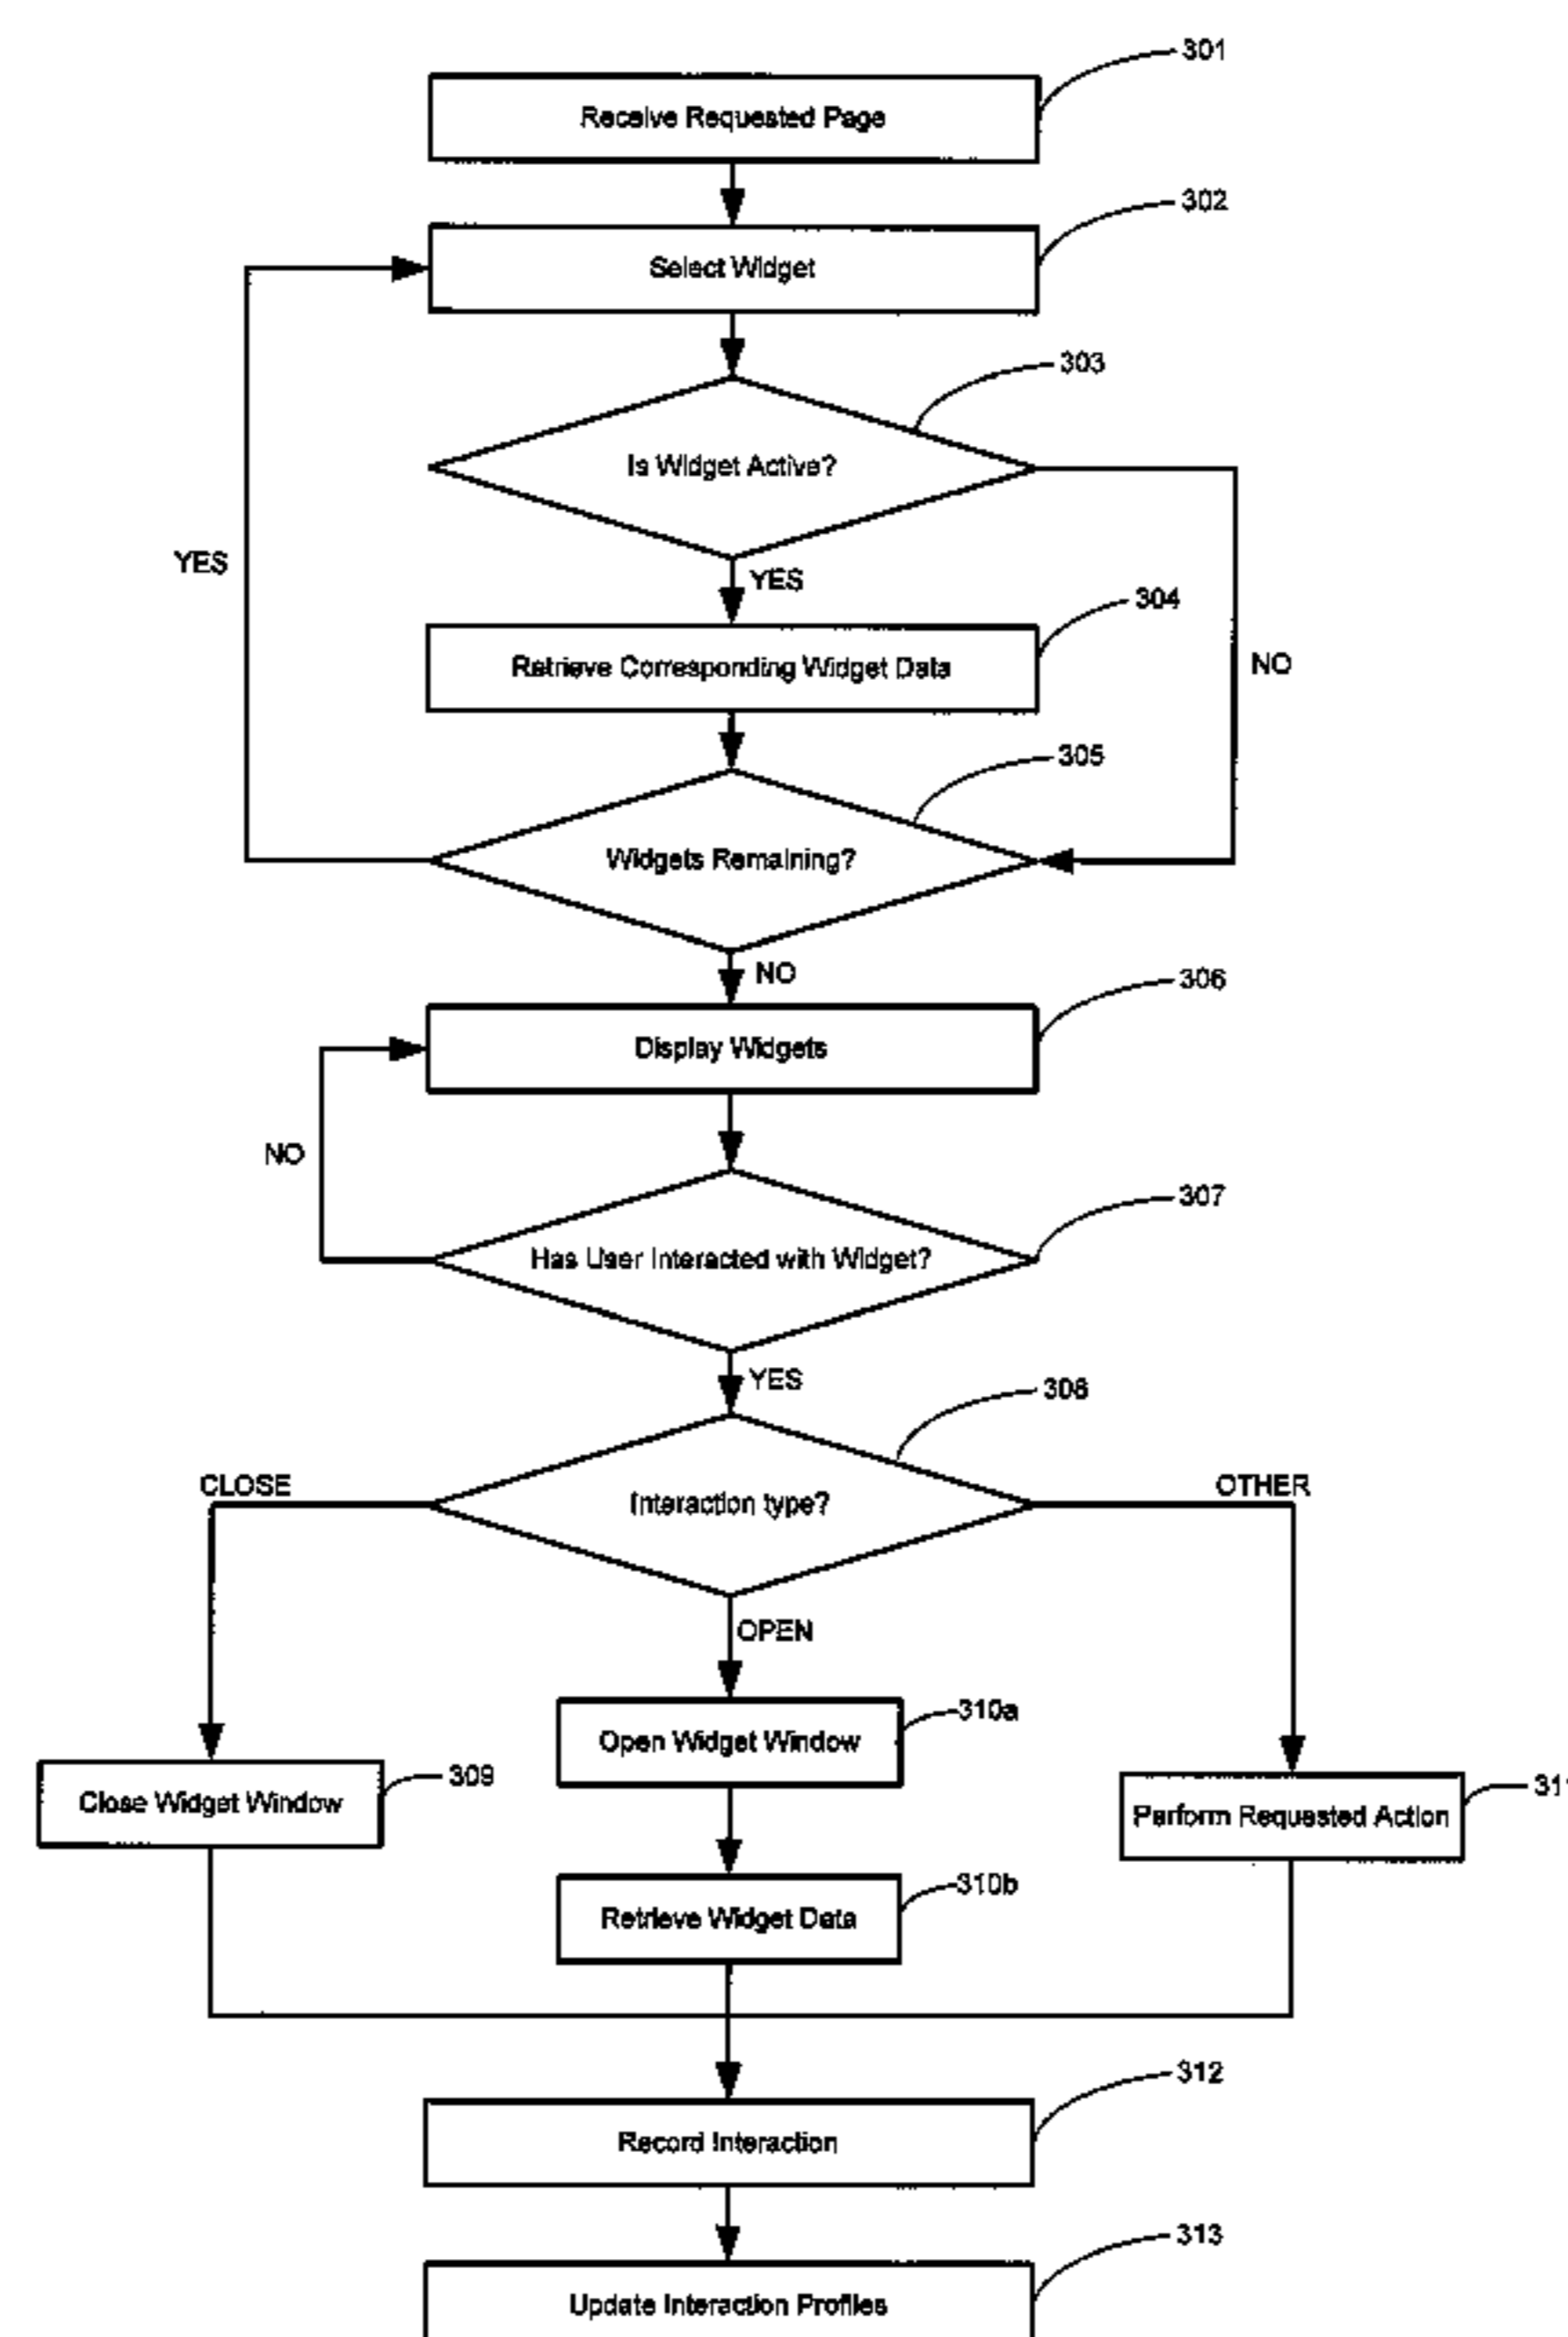 301
Receive Requested Page
302
Select Widget
303
Is Widget Active?
YES
YES
304
Retrieve Corresponding Widget Data
NO
305
Widgets Remaining?
NO
306
Display Widgets
NO
307
Has User Interacted with Widget?
YES
308
CLOSE
Interaction type?
OTHER
OPEN
310a
Open Widget Window
309
Close Widget Window
311
Perform Requested Action
310b
Retrieve Widget Data
312
Record Interaction
313
Update Interaction Profiles